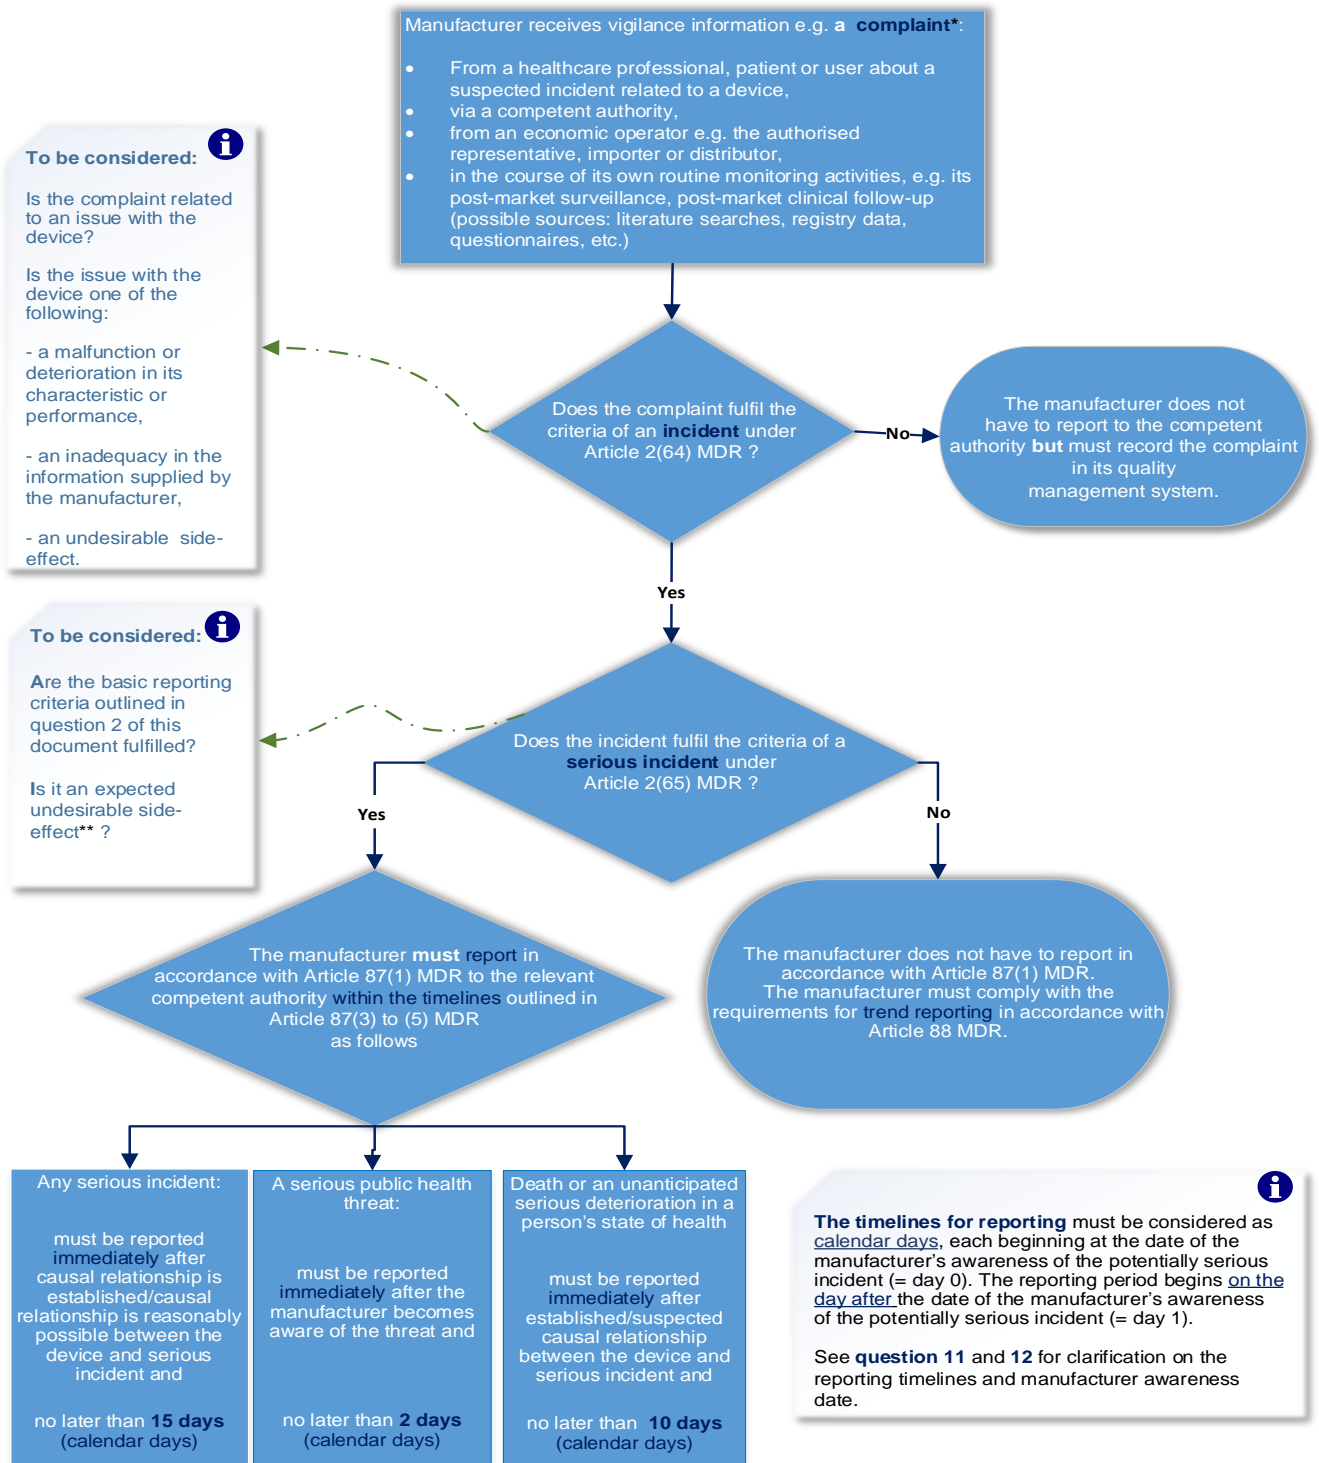 Manufacturer receives vigilance information e.g. a complaint*:
• From a healthcare professional, patient or user about a
suspected incident related to a device,
• via a competent authority,
• from an economic operator e.g. the authorised
representative, importer or distributor,
• in the course of its own routine monitoring activities, e.g. its
post-market surveillance, post-market clinical follow-up
(possible sources: literature searches, registry data,
questionnaires, etc.)
To be considered:
Is the complaint related
to an issue with the
device?
Is the issue with the
device one of the
following:
- a malfunction or
deterioration in its
characteristic or
performance,
- an inadequacy in the
information supplied by
the manufacturer,
- an undesirable side-
effect.
Does the complaint fulfil the
criteria of an incident under
Article 2(64) MDR ?
No
The manufacturer does not
have to report to the competent
authority but must record the complaint
in its quality
management system.
Yes
To be considered:
Are the basic reporting
criteria outlined in
question 2 of this
document fulfilled?
Is it an expected
undesirable side-
effect** ?
Does the incident fulfil the criteria of a
serious incident under
Article 2(65) MDR ?
Yes
No
The manufacturer must report in
accordance with Article 87(1) MDR to the relevant
competent authority within the timelines outlined in
Article 87(3) to (5) MDR
as follows
The manufacturer does not have to report in
accordance with Article 87(1) MDR.
The manufacturer must comply with the
requirements for trend reporting in accordance with
Article 88 MDR.
Any serious incident:
must be reported
immediately after
causal relationship is
established/causal
relationship is reasonably
possible between the
device and serious
incident and
no later than 15 days
(calendar days)
A serious public health
threat:
must be reported
immediately after the
manufacturer becomes
aware of the threat and
no later than 2 days
(calendar days)
Death or an unanticipated
serious deterioration in a
person's state of health
must be reported
immediately after
established/suspected
causal relationship
between the device and
serious incident and
no later than 10 days
(calendar days)
The timelines for reporting must be considered as
calendar days, each beginning at the date of the
manufacturer's awareness of the potentially serious
incident (= day 0). The reporting period begins on the
day after the date of the manufacturer's awareness
of the potentially serious incident (= day 1).
See question 11 and 12 for clarification on the
reporting timelines and manufacturer awareness
date.